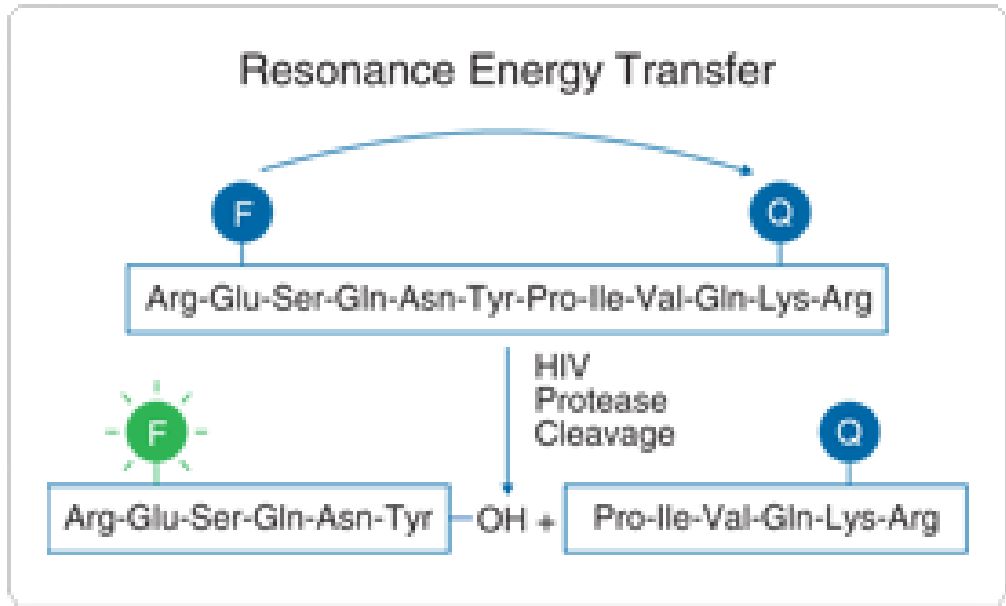 Resonance Energy Transfer
F Q
Arg-Glu-Ser-Gln-Asn-Tyr-Pro-Ile-Val-Gln-Lys-Arg
HIV
Protease
Cleavage
F Q
Arg-Glu-Ser-Gln-Asn-Tyr-OH + Pro-Ile-Val-Gln-Lys-Arg